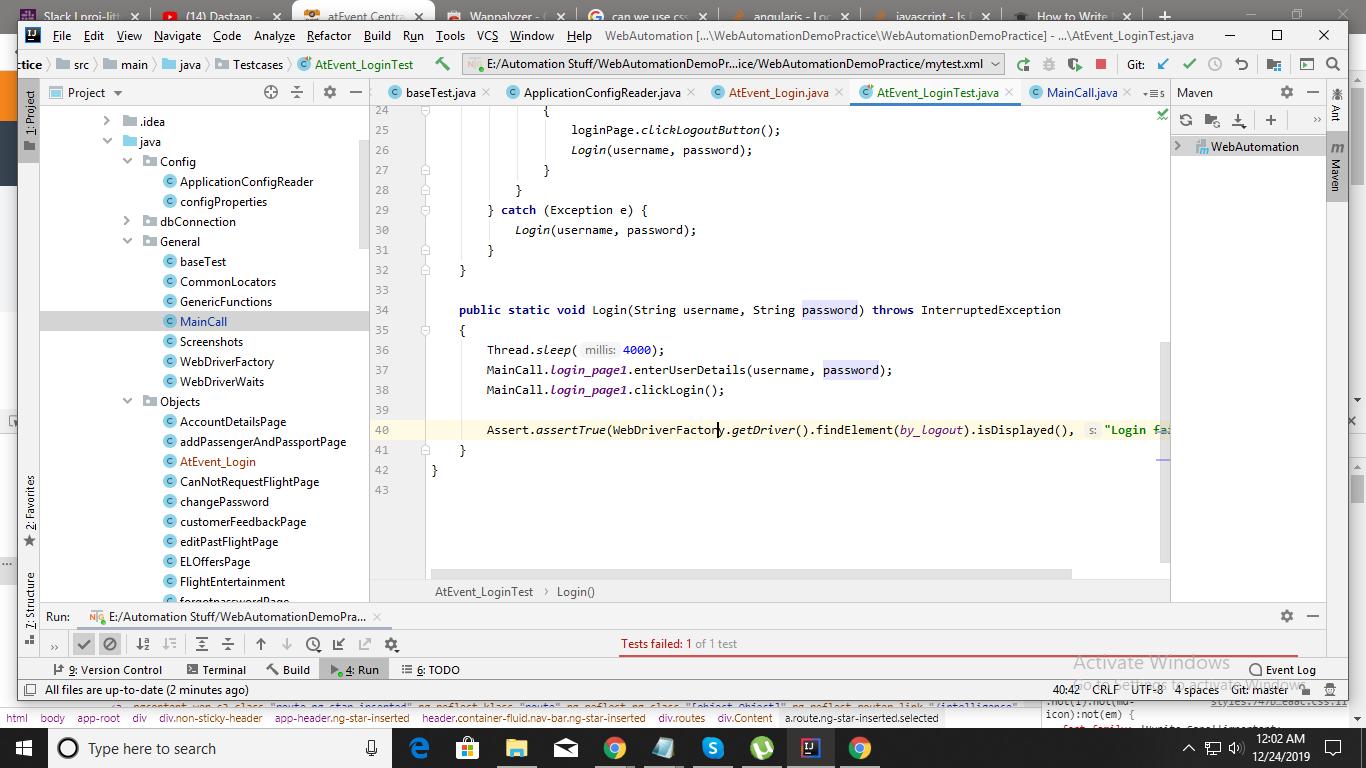 Slack | proj-litt
(14) Dastaan -
atEvent Centra
Wappalyzer -
can we use css
angularjs - Loc
javascript - Is (
How to Write
File Edit View Navigate Code Analyze Refactor Build Run Tools VCS Window Help WebAutomation [...\WebAutomationDemoPractice\WebAutomationDemoPractice] - ...\AtEvent_LoginTest.java
ctice src main java Testcases AtEvent_LoginTest E:/Automation Stuff/WebAutomationDemoPr...ice/WebAutomationDemoPractice/mytest.xml Git:
Project
baseTest.java ApplicationConfigReader.java AtEvent_Login.java AtEvent_LoginTest.java MainCall.java Maven
1: Project
2: Favorites
7: Structure
.idea
java
Config
ApplicationConfigReader
configProperties
dbConnection
General
baseTest
CommonLocators
GenericFunctions
MainCall
Screenshots
WebDriverFactory
WebDriverWaits
Objects
AccountDetailsPage
addPassengerAndPassportPage
AtEvent_Login
CanNotRequestFlightPage
changePassword
customerFeedbackPage
editPastFlightPage
ELOffersPage
FlightEntertainment
forgotpasswordPage
24 {
25 loginPage.clickLogoutButton();
26 Login(username, password);
27 }
28 }
29 } catch (Exception e) {
30 Login(username, password);
31 }
32 }
33
34 public static void Login(String username, String password) throws InterruptedException
35 {
36 Thread.sleep( millis: 4000);
37 MainCall.login_page1.enterUserDetails(username, password);
38 MainCall.login_page1.clickLogin();
39
40 Assert.assertTrue(WebDriverFactory.getDriver().findElement(by_logout).isDisplayed(), s: "Login fai
41 }
42 }
43
AtEvent_LoginTest › Login()
WebAutomation
Ant
m
Maven
Run: E:/Automation Stuff/WebAutomationDemoPra...
Tests failed: 1 of 1 test
9: Version Control Terminal Build 4: Run 6: TODO Event Log
Activate Windows
Go to Settings to activate Windows.
All files are up-to-date (2 minutes ago) 40:42 CRLF UTF-8 4 spaces Git: master
html body app-root div div.non-sticky-header app-header.ng-star-inserted header.container-fluid.nav-bar.ng-star-inserted div.routes div.Content a.route.ng-star-inserted.selected
icon):not(em) {
Type here to search
12:02 AM
12/24/2019